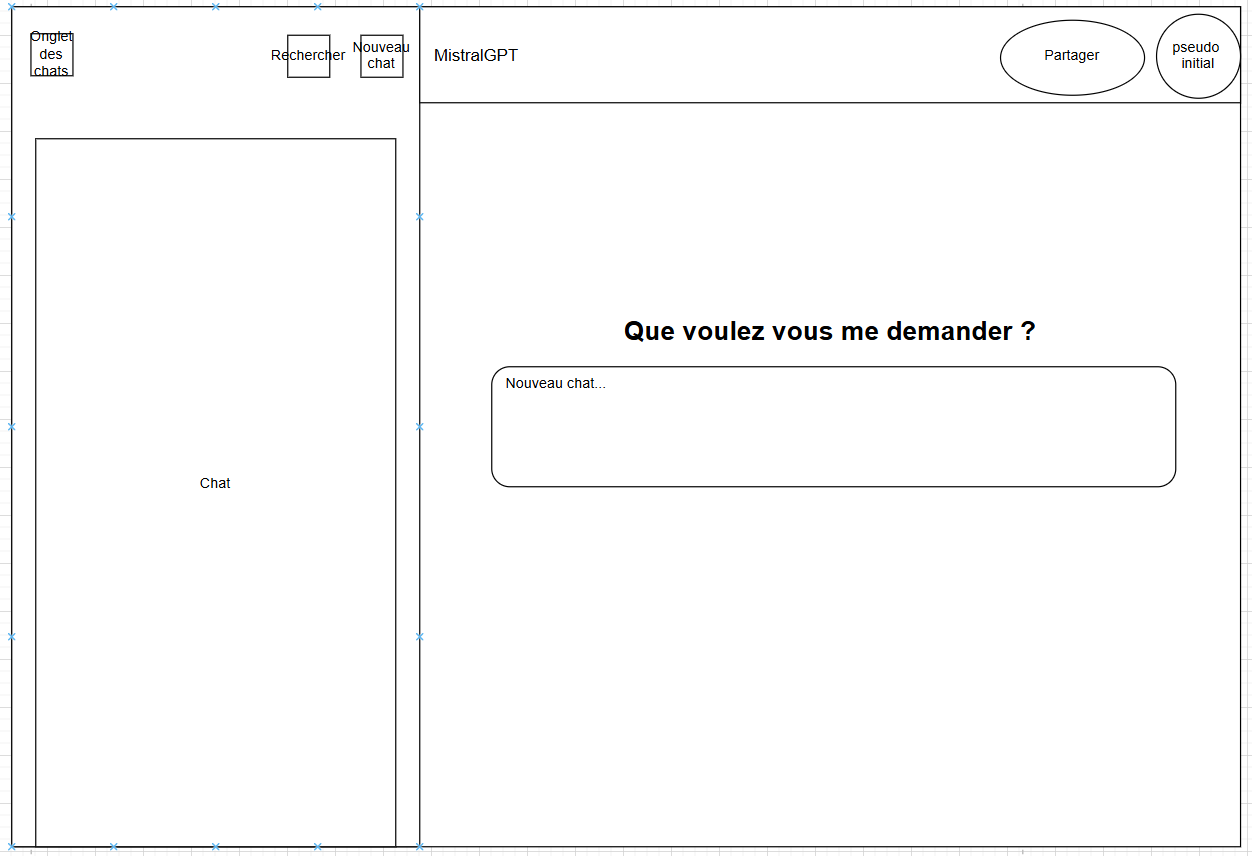 Onglet
des
chats
Rechercher
Nouveau
chat
MistralGPT
Partager
pseudo
initial
Chat
Que voulez vous me demander ?
Nouveau chat...